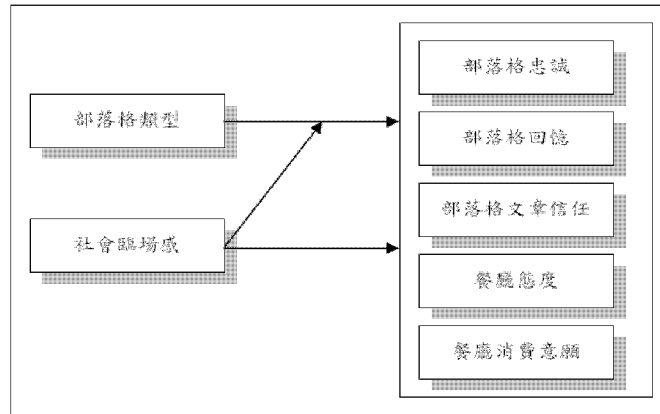 部落格類型
社會臨場感
部落格忠誠
部落格回憶
部落格文章信任
餐廳態度
餐廳消費意願